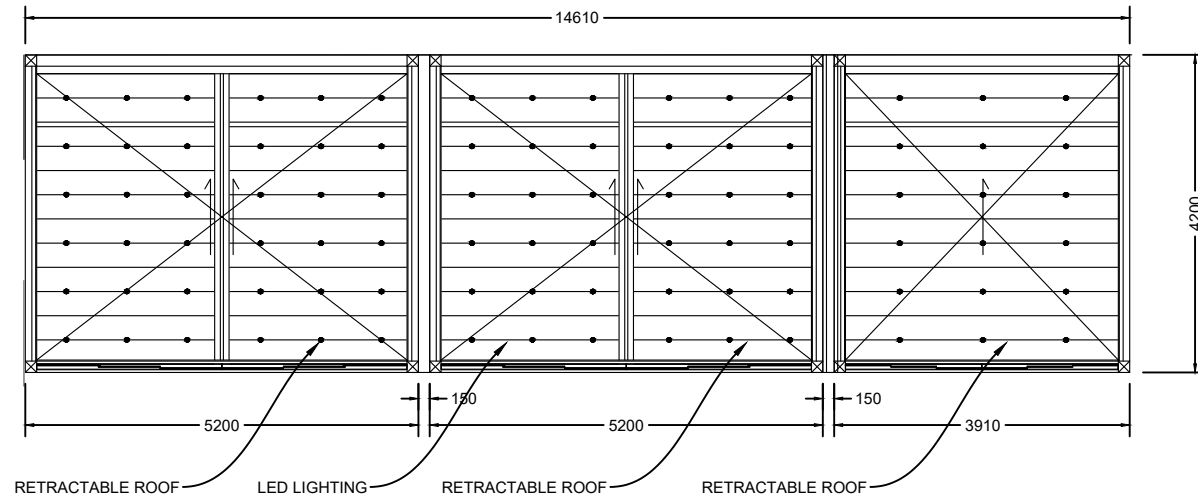 14610
4200
150
150
5200
5200
3910
RETRACTABLE ROOF
LED LIGHTING
RETRACTABLE ROOF
RETRACTABLE ROOF